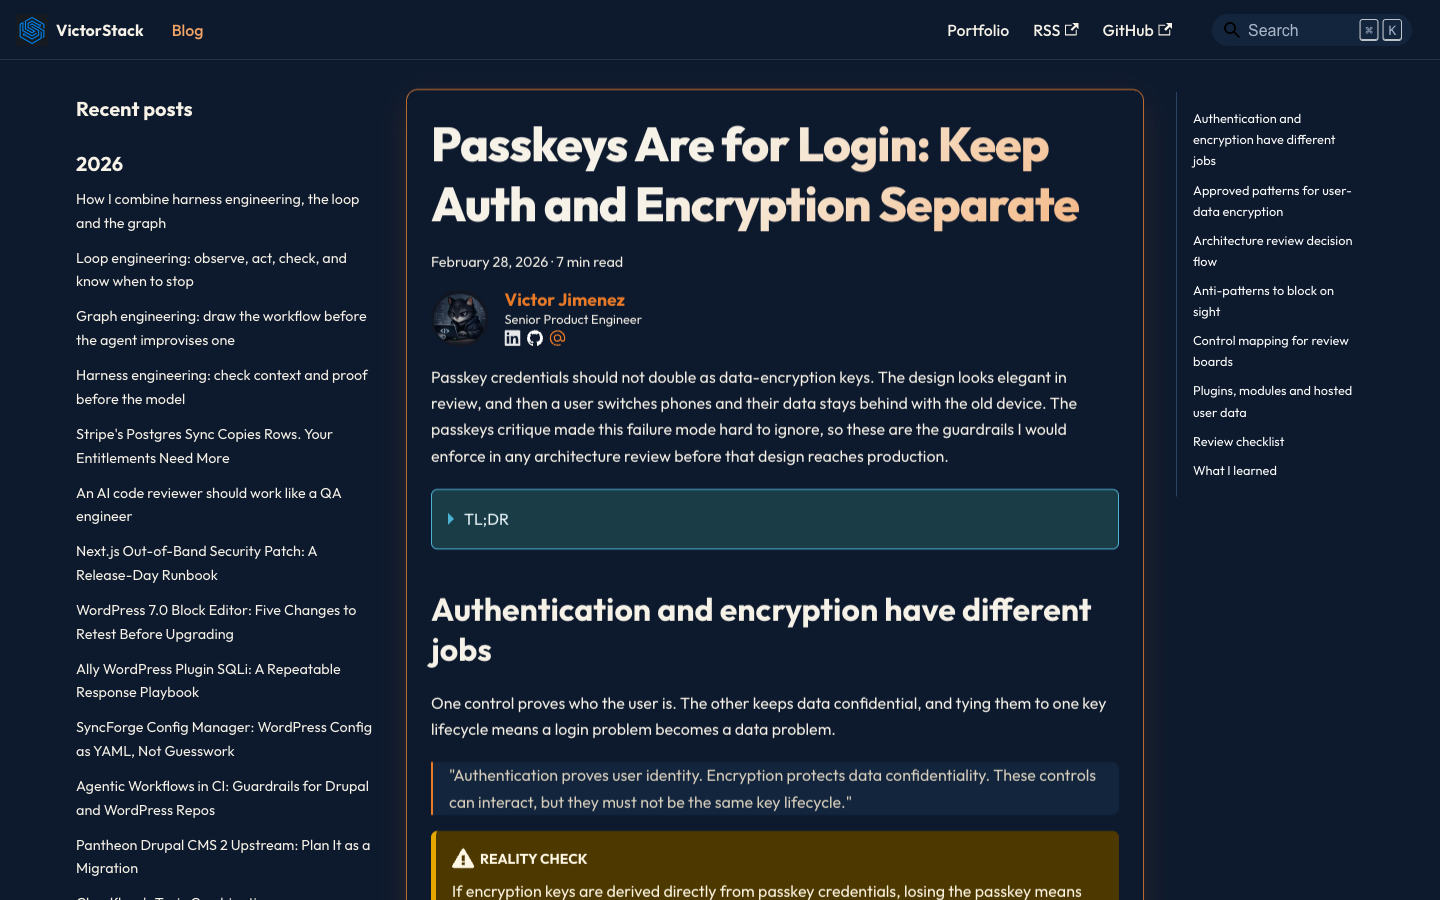 VictorStack
Blog
Portfolio
RSS
GitHub
Search
⌘ K
Recent posts
2026
How I combine harness engineering, the loop
and the graph
Loop engineering: observe, act, check, and
know when to stop
Graph engineering: draw the workflow before
the agent improvises one
Harness engineering: check context and proof
before the model
Stripe's Postgres Sync Copies Rows. Your
Entitlements Need More
An AI code reviewer should work like a QA
engineer
Next.js Out-of-Band Security Patch: A
Release-Day Runbook
WordPress 7.0 Block Editor: Five Changes to
Retest Before Upgrading
Ally WordPress Plugin SQLi: A Repeatable
Response Playbook
SyncForge Config Manager: WordPress Config
as YAML, Not Guesswork
Agentic Workflows in CI: Guardrails for Drupal
and WordPress Repos
Pantheon Drupal CMS 2 Upstream: Plan It as a
Migration
Passkeys Are for Login: Keep
Auth and Encryption Separate
February 28, 2026 · 7 min read
Victor Jimenez
Senior Product Engineer
Passkey credentials should not double as data-encryption keys. The design looks elegant in
review, and then a user switches phones and their data stays behind with the old device. The
passkeys critique made this failure mode hard to ignore, so these are the guardrails I would
enforce in any architecture review before that design reaches production.
TL;DR
Authentication and encryption have different
jobs
One control proves who the user is. The other keeps data confidential, and tying them to one key
lifecycle means a login problem becomes a data problem.
"Authentication proves user identity. Encryption protects data confidentiality. These controls
can interact, but they must not be the same key lifecycle."
REALITY CHECK
If encryption keys are derived directly from passkey credentials, losing the passkey means
Authentication and
encryption have different
jobs
Approved patterns for user-
data encryption
Architecture review decision
flow
Anti-patterns to block on
sight
Control mapping for review
boards
Plugins, modules and hosted
user data
Review checklist
What I learned